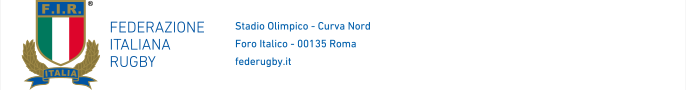 F.I.R.®
ITALIA
FEDERAZIONE
ITALIANA
RUGBY
Stadio Olimpico - Curva Nord
Foro Italico - 00135 Roma
federugby.it